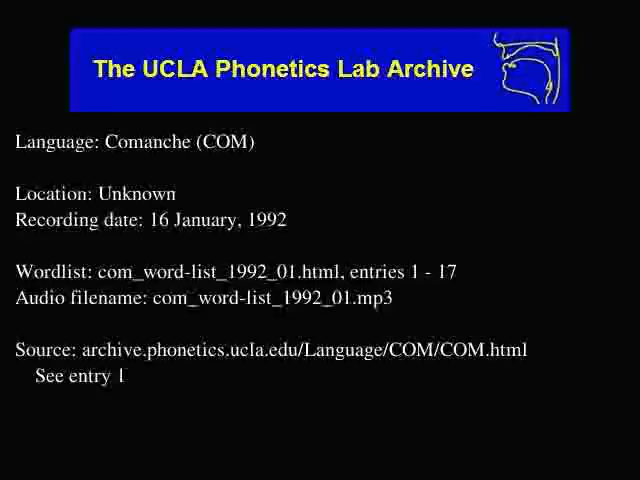 The UCLA Phonetics Lab Archive
Language: Comanche (COM)
Location: Unknown
Recording date: 16 January, 1992
Wordlist: com_word-list_1992_01.html, entries 1 - 17
Audio filename: com_word-list_1992_01.mp3
Source: archive.phonetics.ucla.edu/Language/COM/COM.html
See entry 1